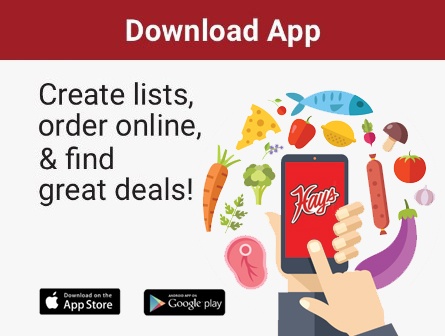 Download App
Create lists,
order online,
& find
great deals!
Kays
Download on the
App Store
ANDROID APP ON
Google play